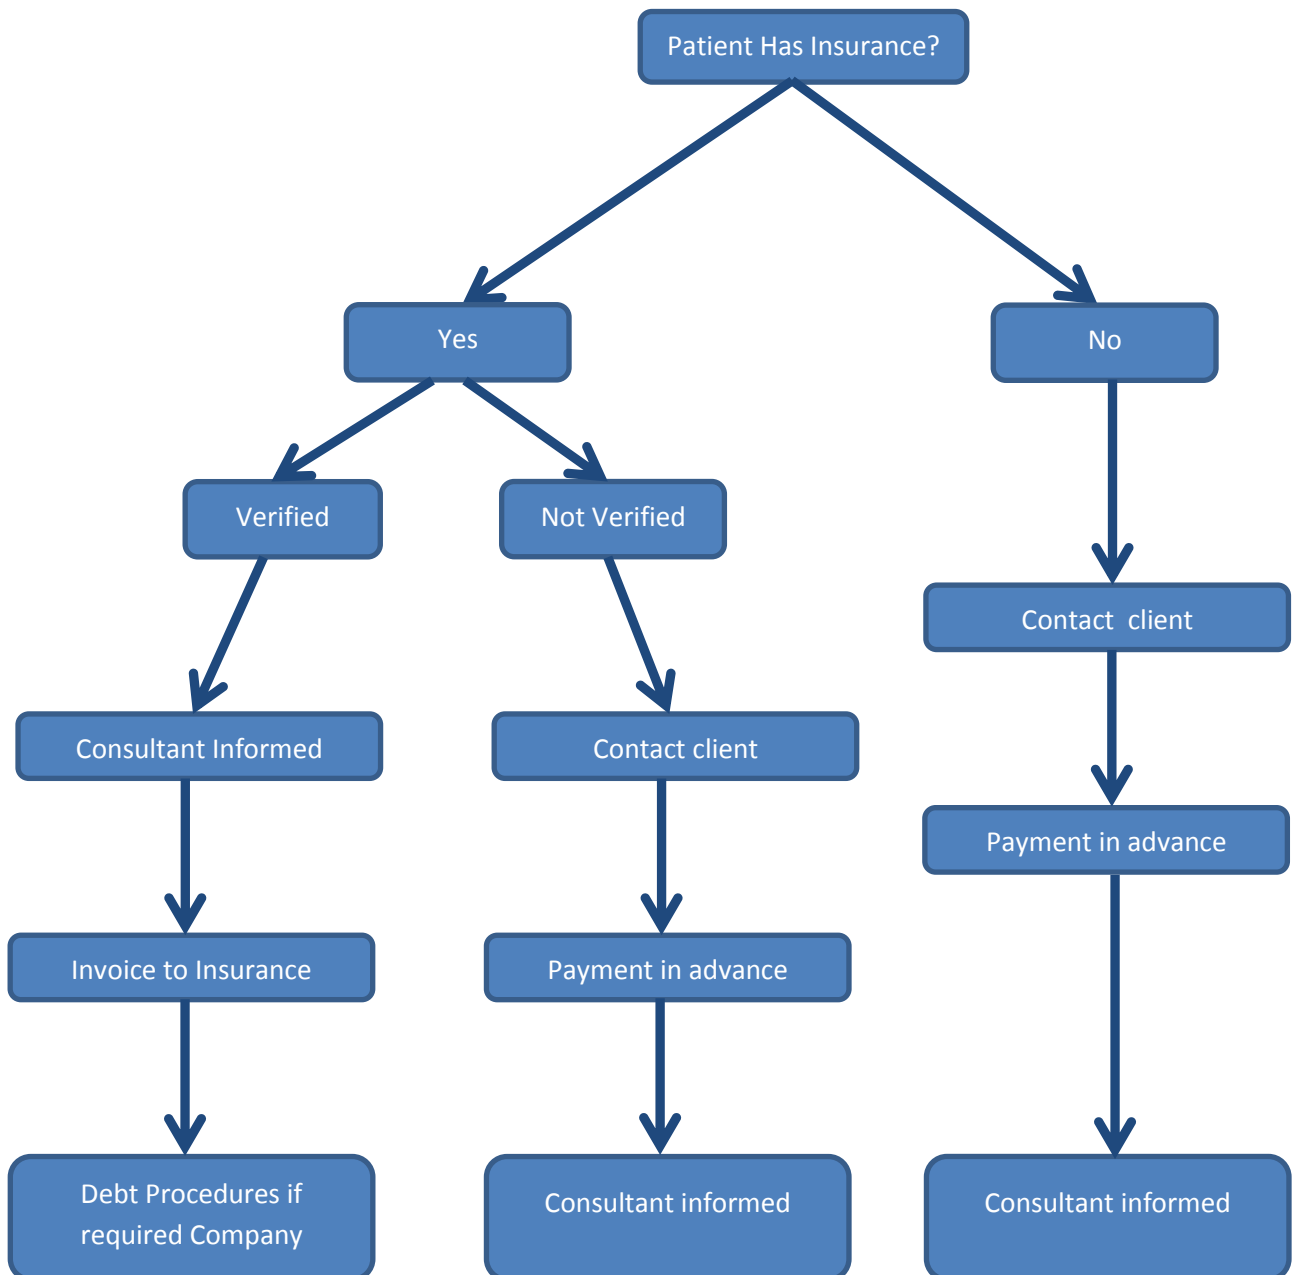 Patient Has Insurance?
Yes
No
Verified
Not Verified
Contact  client
Consultant Informed
Contact client
Payment in advance
Invoice to Insurance
Payment in advance
Debt Procedures if
required Company
Consultant informed
Consultant informed